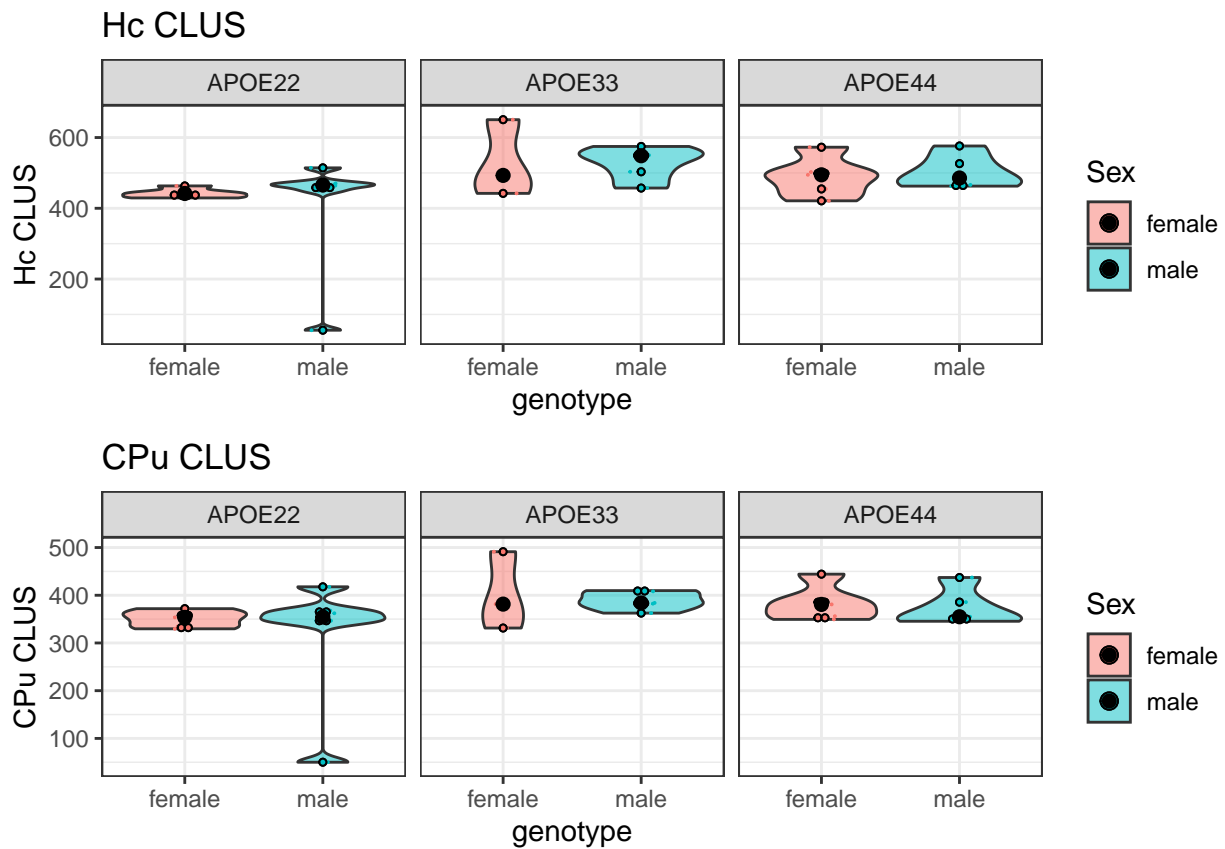 Hc CLUS
APOE22 APOE33 APOE44
600
400
200
Hc CLUS
female male female male female male
genotype
Sex
female
male
CPu CLUS
APOE22 APOE33 APOE44
500
400
300
200
100
CPu CLUS
female male female male female male
genotype
Sex
female
male